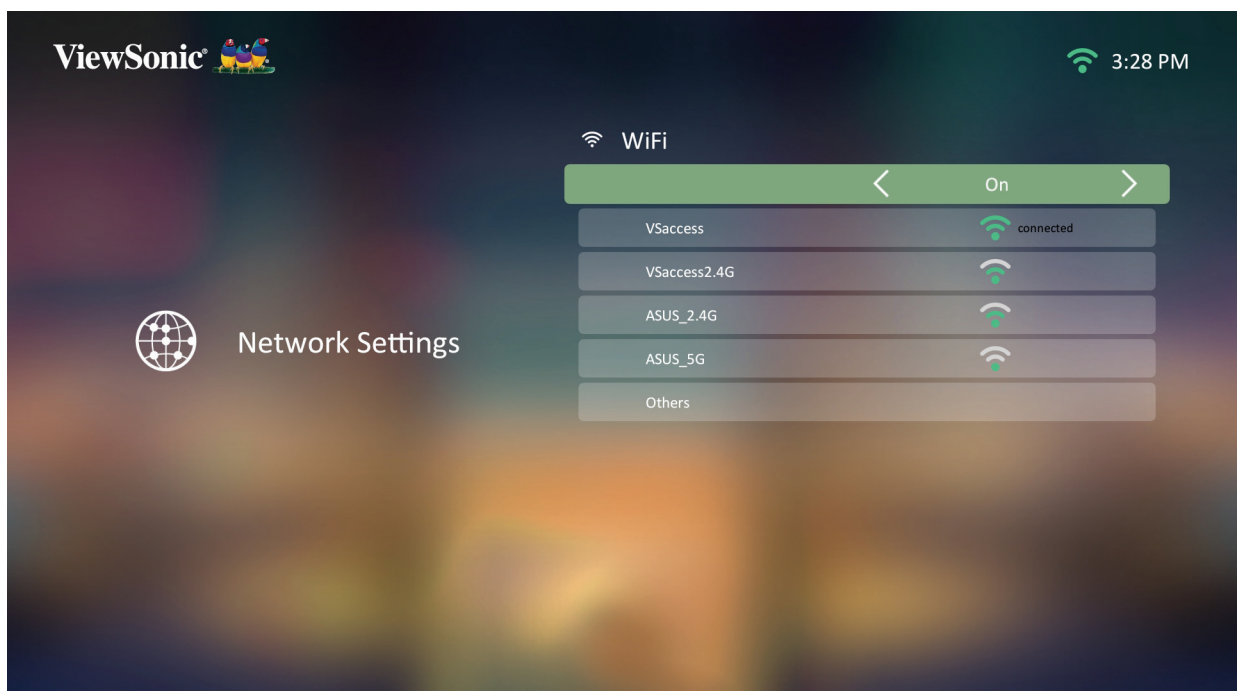 ViewSonic®
3:28 PM
WiFi
On
VSaccess connected
VSaccess2.4G
ASUS_2.4G
Network Settings
ASUS_5G
Others